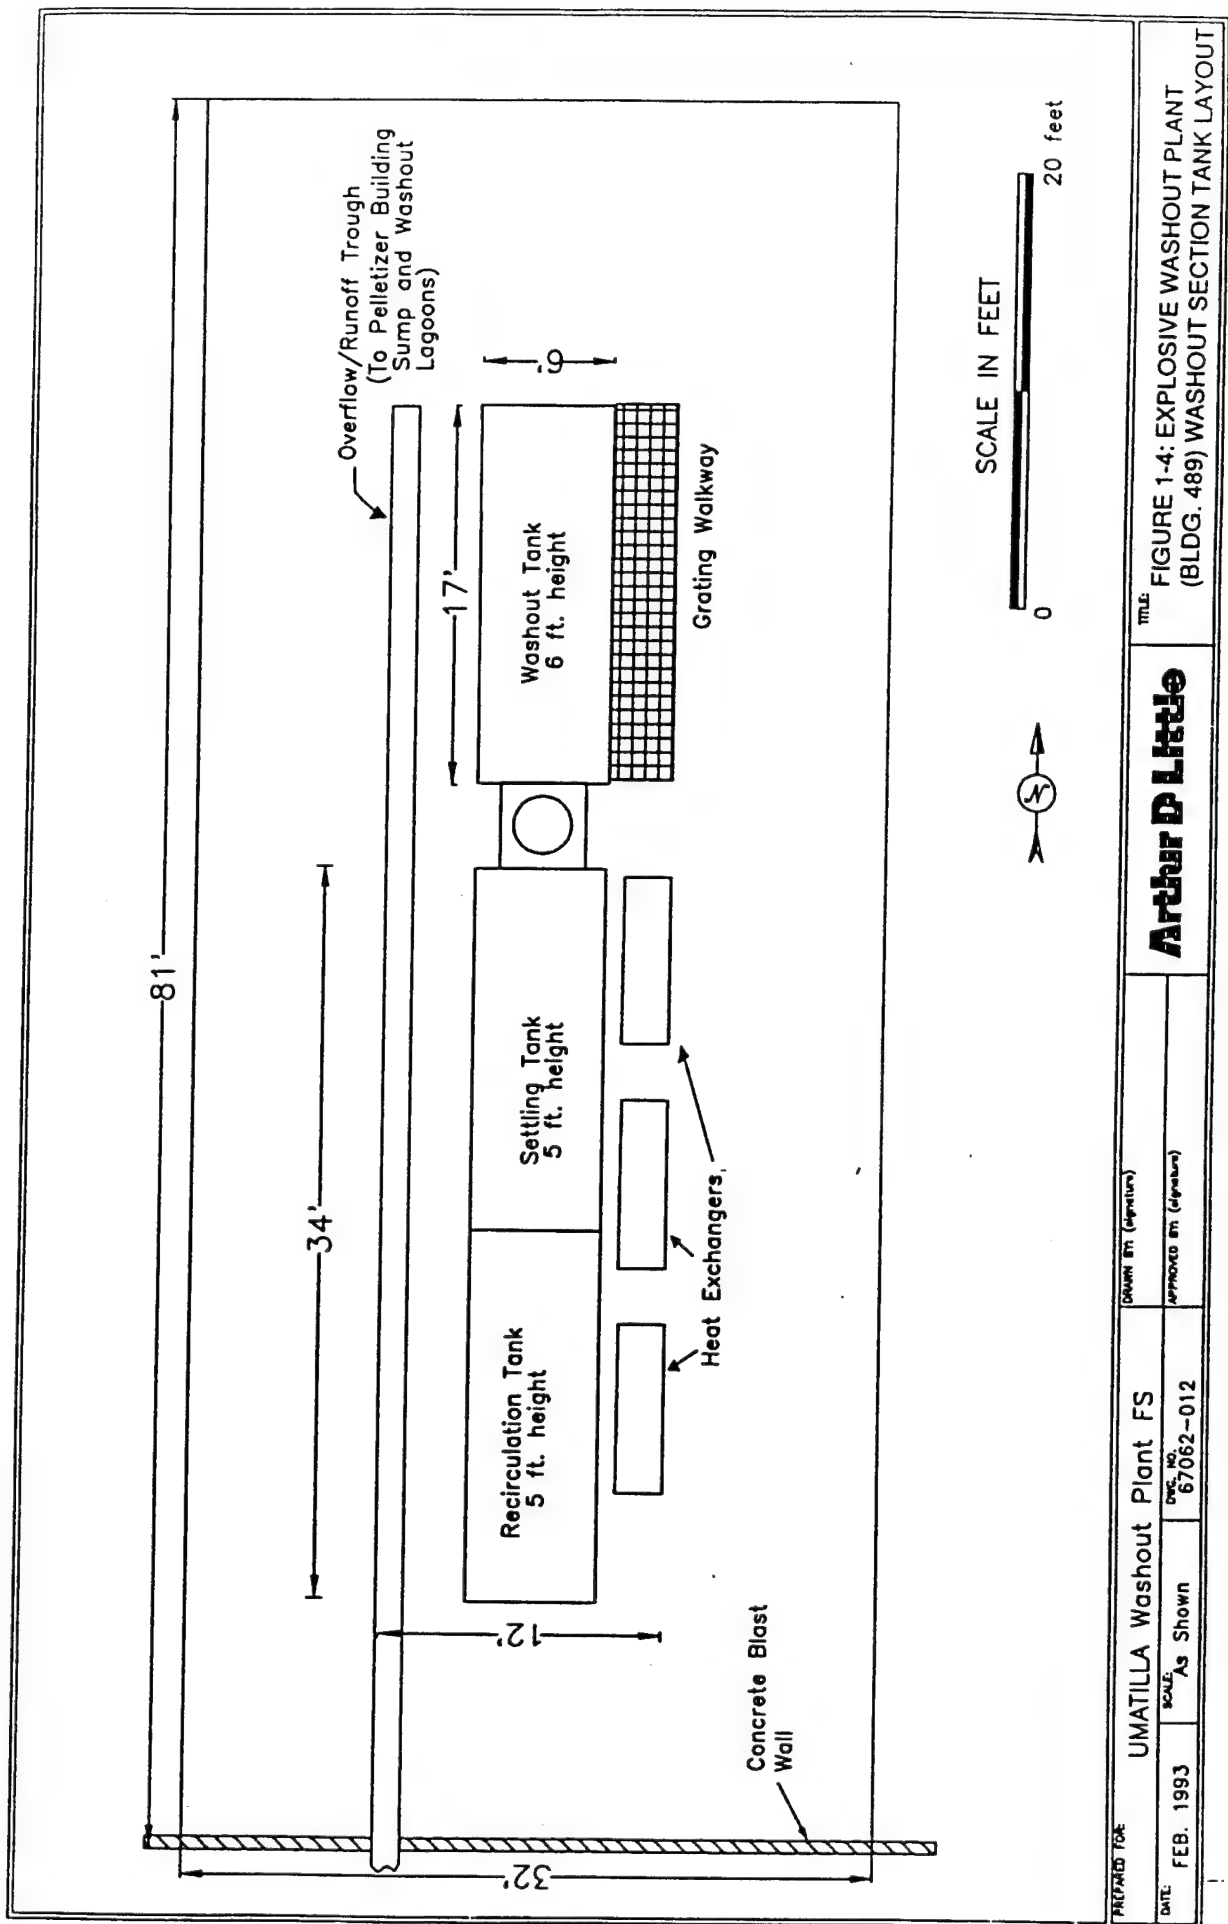 81'
Overflow/Runoff Trough
(To Pelletizer Building
Sump and Washout
Lagoons)
34'
17'
6'
12'
32'
Recirculation Tank
5 ft. height
Settling Tank
5 ft. height
Washout Tank
6 ft. height
Grating Walkway
Heat Exchangers
Concrete Blast
Wall
N
SCALE IN FEET
0
20 feet
PREPARED FOR:
UMATILLA Washout Plant FS
DATE:
FEB. 1993
SCALE:
As Shown
DWG. NO.
67062-012
DRAWN BY: (signature)
APPROVED BY: (signature)
Arthur D Little
TITLE:
FIGURE 1-4: EXPLOSIVE WASHOUT PLANT
(BLDG. 489) WASHOUT SECTION TANK LAYOUT